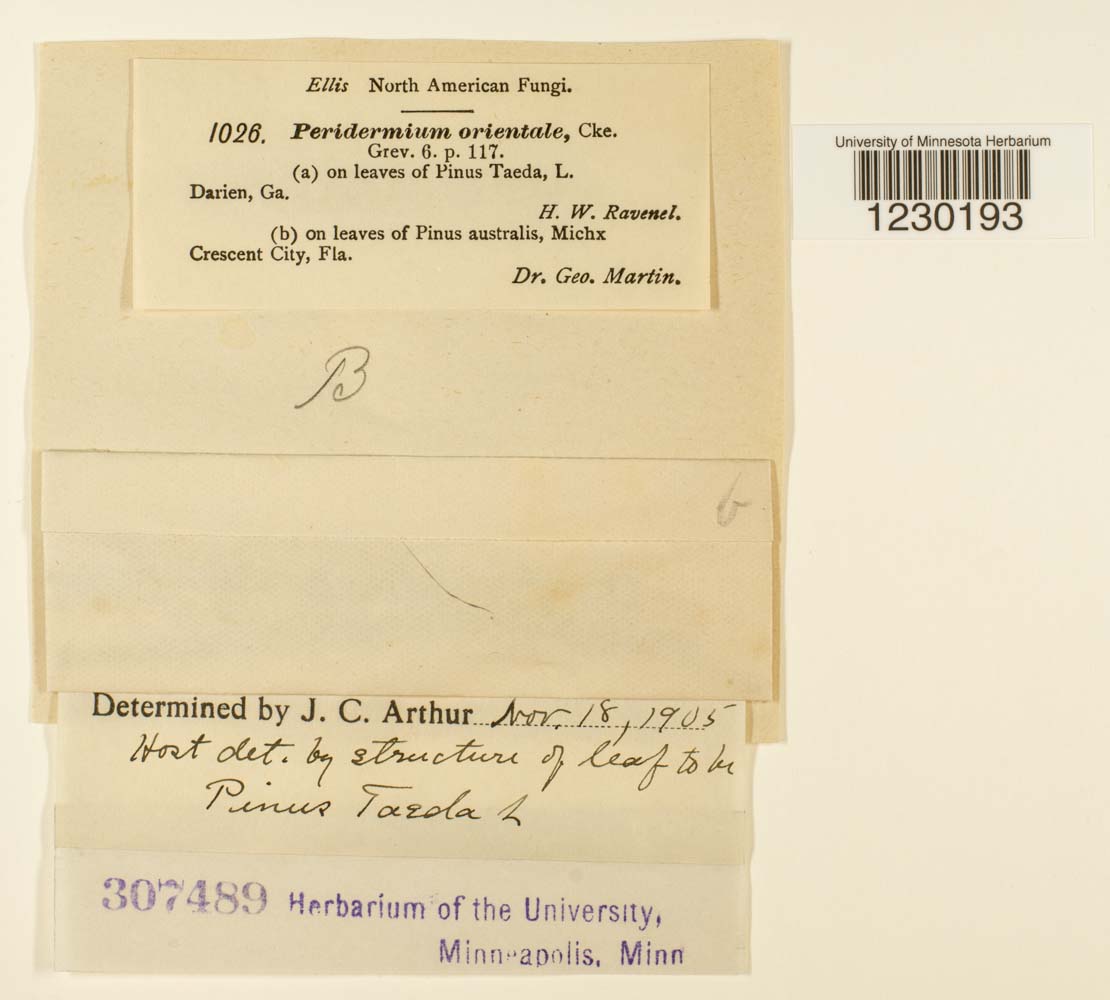 Ellis North American Fungi.
1026. Peridermium orientale, Cke.
Grev. 6. p. 117.
(a) on leaves of Pinus Taeda, L.
Darien, Ga.
H. W. Ravenel.
(b) on leaves of Pinus australis, Michx
Crescent City, Fla.
Dr. Geo. Martin.
University of Minnesota Herbarium
1230193
B
b
Determined by J. C. Arthur Nov. 18, 1905
Host det. by structure of leaf to be
Pinus Taeda L
307489 Herbarium of the University,
Minneapolis, Minn